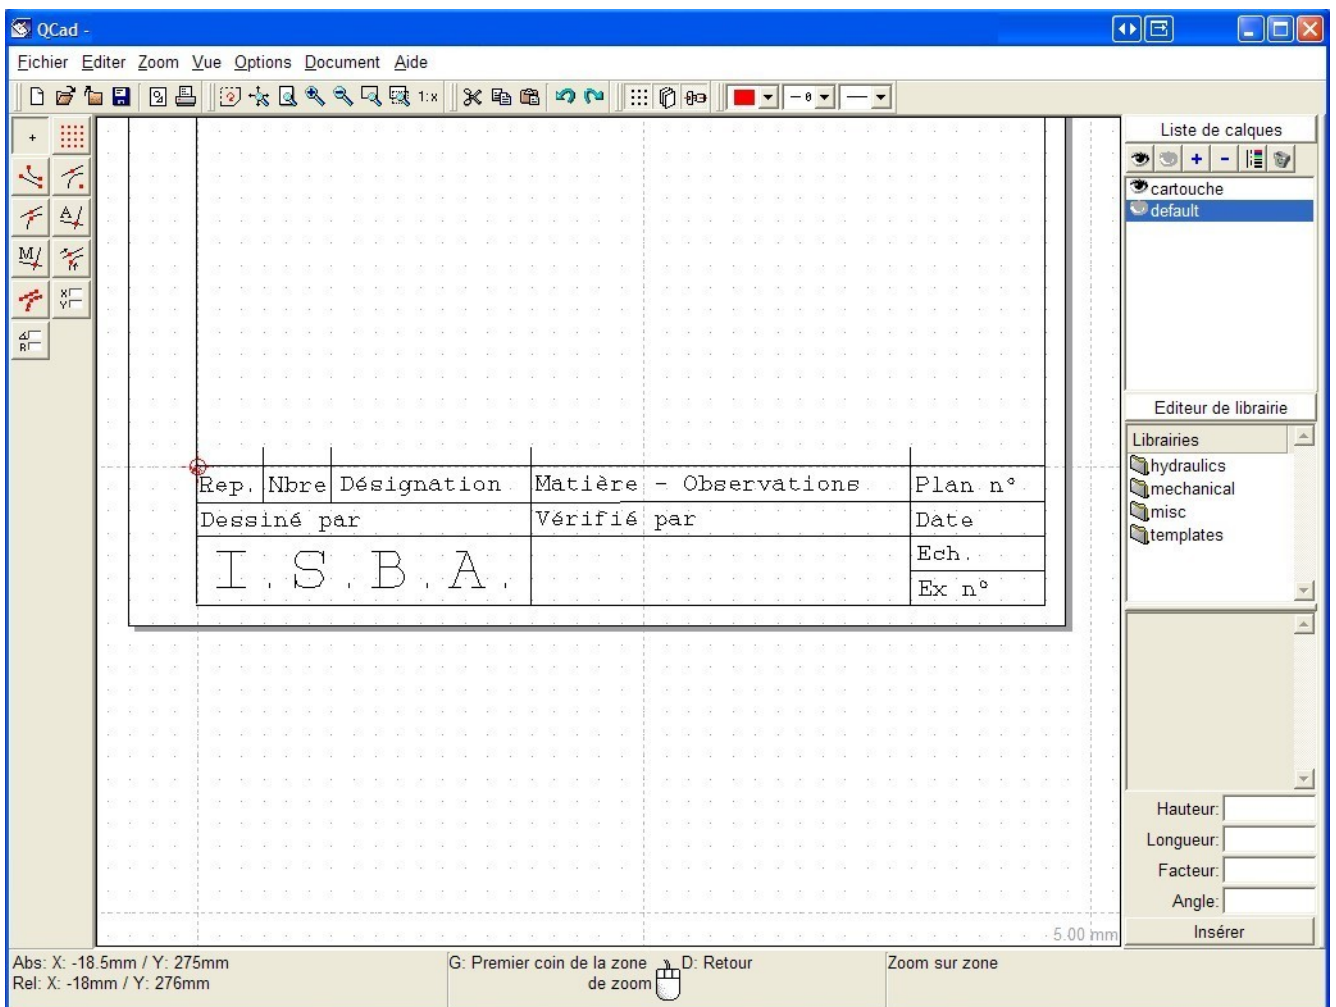 QCad -
Fichier Editer Zoom Vue Options Document Aide
1:x
- 0
Liste de calques
cartouche
default
Editeur de librairie
Librairies
hydraulics
mechanical
misc
templates
Rep. Nbre Désignation Matière - Observations Plan n°
Dessiné par Vérifié par Date
I.S.B.A. Ech.
Ex n°
5.00 mm
Hauteur:
Longueur:
Facteur:
Angle:
Insérer
Abs: X: -18.5mm / Y: 275mm G: Premier coin de la zone D: Retour Zoom sur zone
Rel: X: -18mm / Y: 276mm de zoom